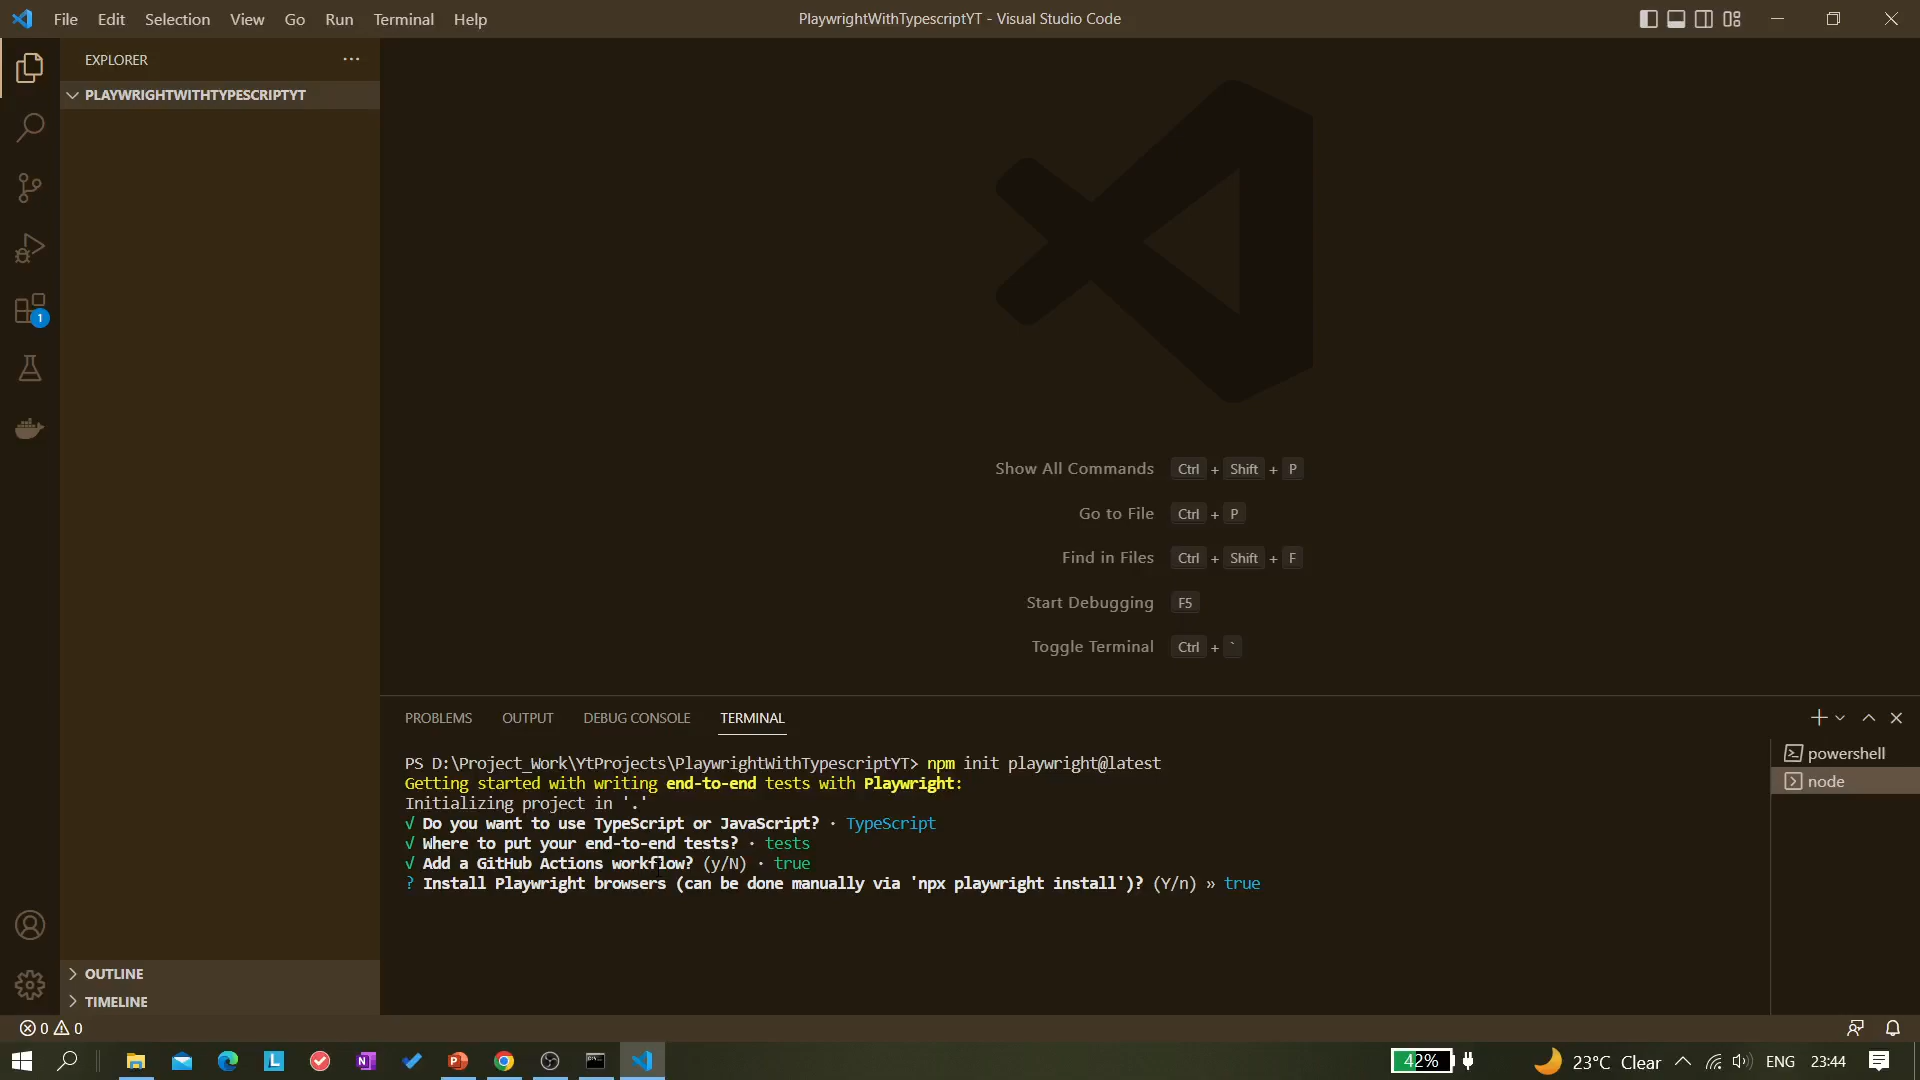 File Edit Selection View Go Run Terminal Help
PlaywrightWithTypescriptYT - Visual Studio Code
EXPLORER
PLAYWRIGHTWITHTYPESCRIPTYT
1
Show All Commands Ctrl + Shift + P
Go to File Ctrl + P
Find in Files Ctrl + Shift + F
Start Debugging F5
Toggle Terminal Ctrl + `
PROBLEMS OUTPUT DEBUG CONSOLE TERMINAL
PS D:\Project_Work\YtProjects\PlaywrightWithTypescriptYT> npm init playwright@latest
Getting started with writing end-to-end tests with Playwright:
Initializing project in '.'
√ Do you want to use TypeScript or JavaScript? · TypeScript
√ Where to put your end-to-end tests? · tests
√ Add a GitHub Actions workflow? (y/N) · true
? Install Playwright browsers (can be done manually via 'npx playwright install')? (Y/n) » true
powershell
node
OUTLINE
TIMELINE
0 0
42% 23°C Clear ENG 23:44